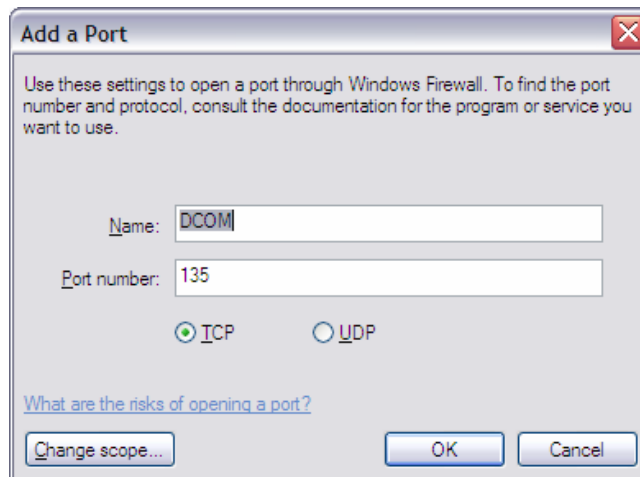 Add a Port
Use these settings to open a port through Windows Firewall. To find the port
number and protocol, consult the documentation for the program or service you
want to use.
Name: DCOM
Port number: 135
TCP UDP
What are the risks of opening a port?
Change scope... OK Cancel